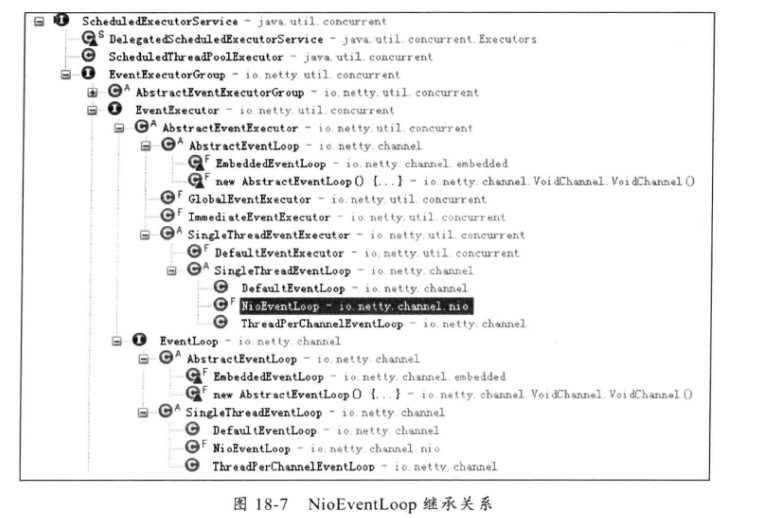 ScheduledExecutorService - java.util.concurrent
DelegatedScheduledExecutorService - java.util.concurrent.Executors
ScheduledThreadPoolExecutor - java.util.concurrent
EventExecutorGroup - io.netty.util.concurrent
AbstractEventExecutorGroup - io.netty.util.concurrent
EventExecutor - io.netty.util.concurrent
AbstractEventExecutor - io.netty.util.concurrent
AbstractEventLoop - io.netty.channel
EmbeddedEventLoop - io.netty.channel.embedded
new AbstractEventLoop() {...} - io.netty.channel.VoidChannel.VoidChannel()
GlobalEventExecutor - io.netty.util.concurrent
ImmediateEventExecutor - io.netty.util.concurrent
SingleThreadEventExecutor - io.netty.util.concurrent
DefaultEventExecutor - io.netty.util.concurrent
SingleThreadEventLoop - io.netty.channel
DefaultEventLoop - io.netty.channel
NioEventLoop - io.netty.channel.nio
ThreadPerChannelEventLoop - io.netty.channel
EventLoop - io.netty.channel
AbstractEventLoop - io.netty.channel
EmbeddedEventLoop - io.netty.channel.embedded
new AbstractEventLoop() {...} - io.netty.channel.VoidChannel.VoidChannel()
SingleThreadEventLoop - io.netty.channel
DefaultEventLoop - io.netty.channel
NioEventLoop - io.netty.channel.nio
ThreadPerChannelEventLoop - io.netty.channel
图 18-7 NioEventLoop 继承关系